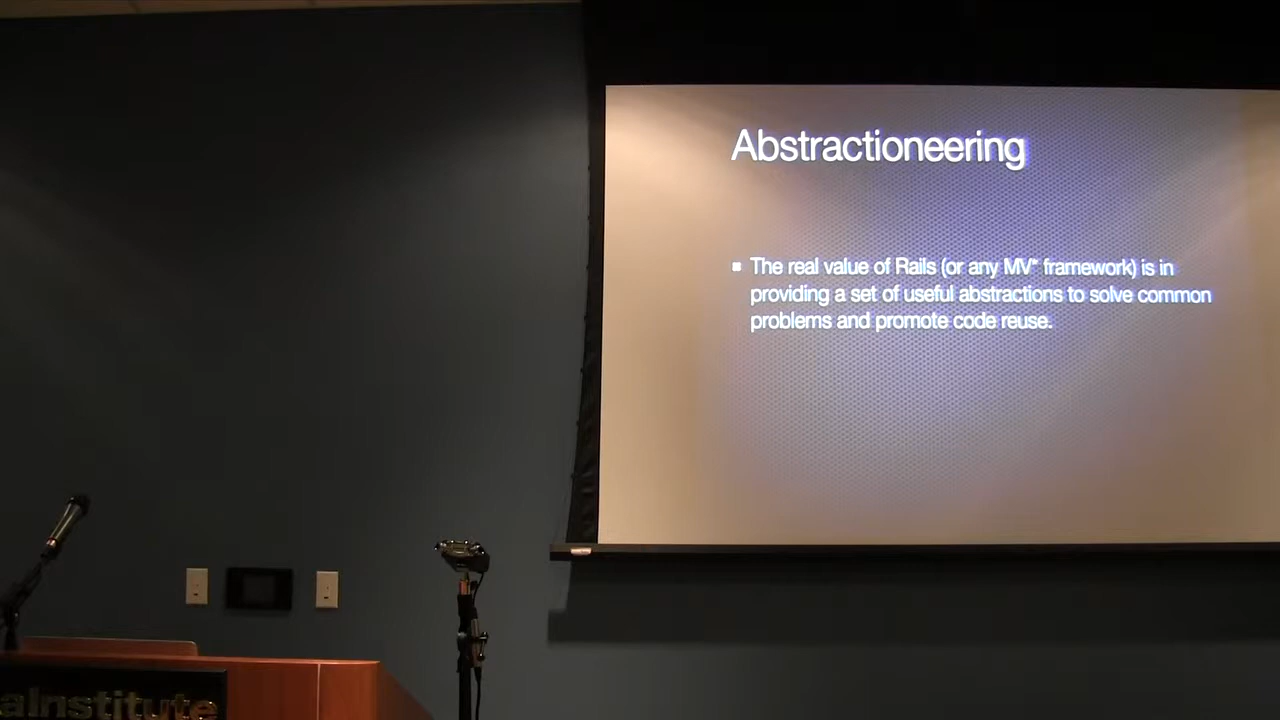 Abstractioneering
The real value of Rails (or any MV* framework) is in
providing a set of useful abstractions to solve common
problems and promote code reuse.
aInstitute